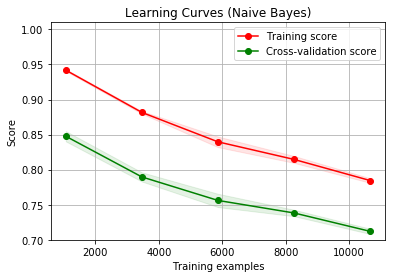 Learning Curves (Naive Bayes)
1.00
0.95
0.90
0.85
0.80
0.75
0.70
Score
Training score
Cross-validation score
2000 4000 6000 8000 10000
Training examples